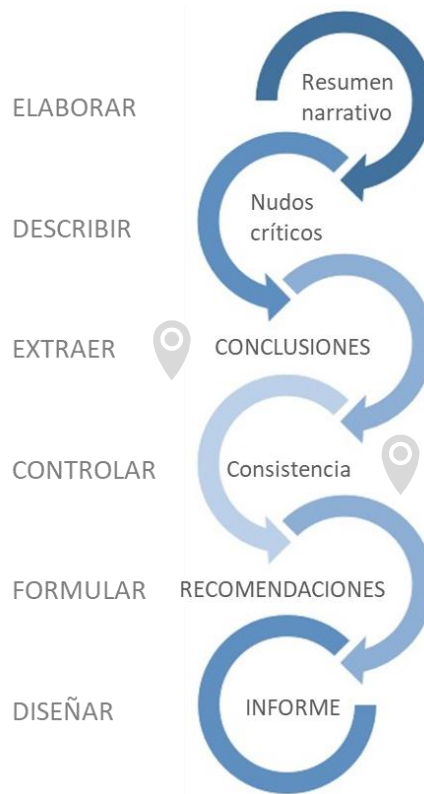 ELABORAR
Resumen
narrativo
DESCRIBIR
Nudos
críticos
EXTRAER
CONCLUSIONES
CONTROLAR
Consistencia
FORMULAR
RECOMENDACIONES
DISEÑAR
INFORME